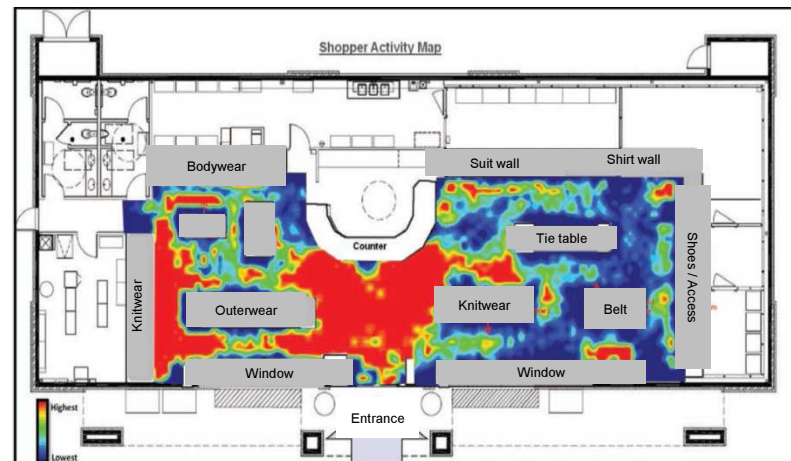 Shopper Activity Map
Bodywear
Suit wall
Shirt wall
Counter
Tie table
Knitwear
Outerwear
Knitwear
Belt
Shoes / Access
Window
Window
Entrance
Highest
Lowest